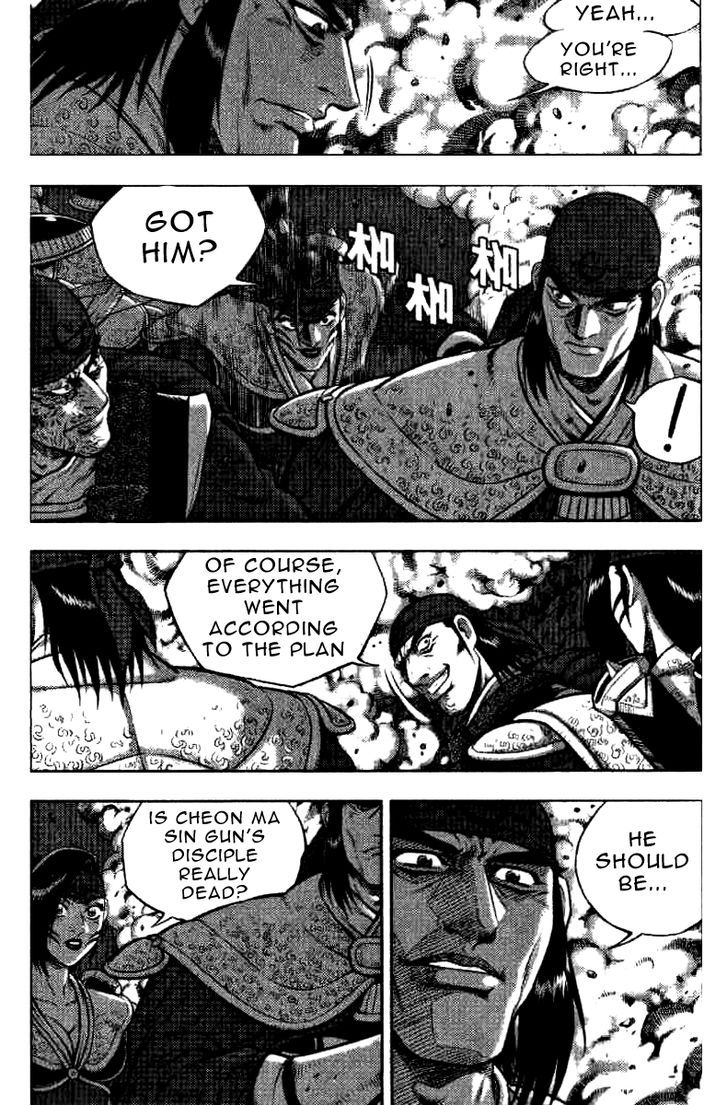 YEAH...
YOU'RE
RIGHT...
GOT
HIM?
!
OF COURSE,
EVERYTHING
WENT
ACCORDING
TO THE PLAN
IS CHEON MA
SIN GUN'S
DISCIPLE
REALLY
DEAD?
HE
SHOULD
BE...